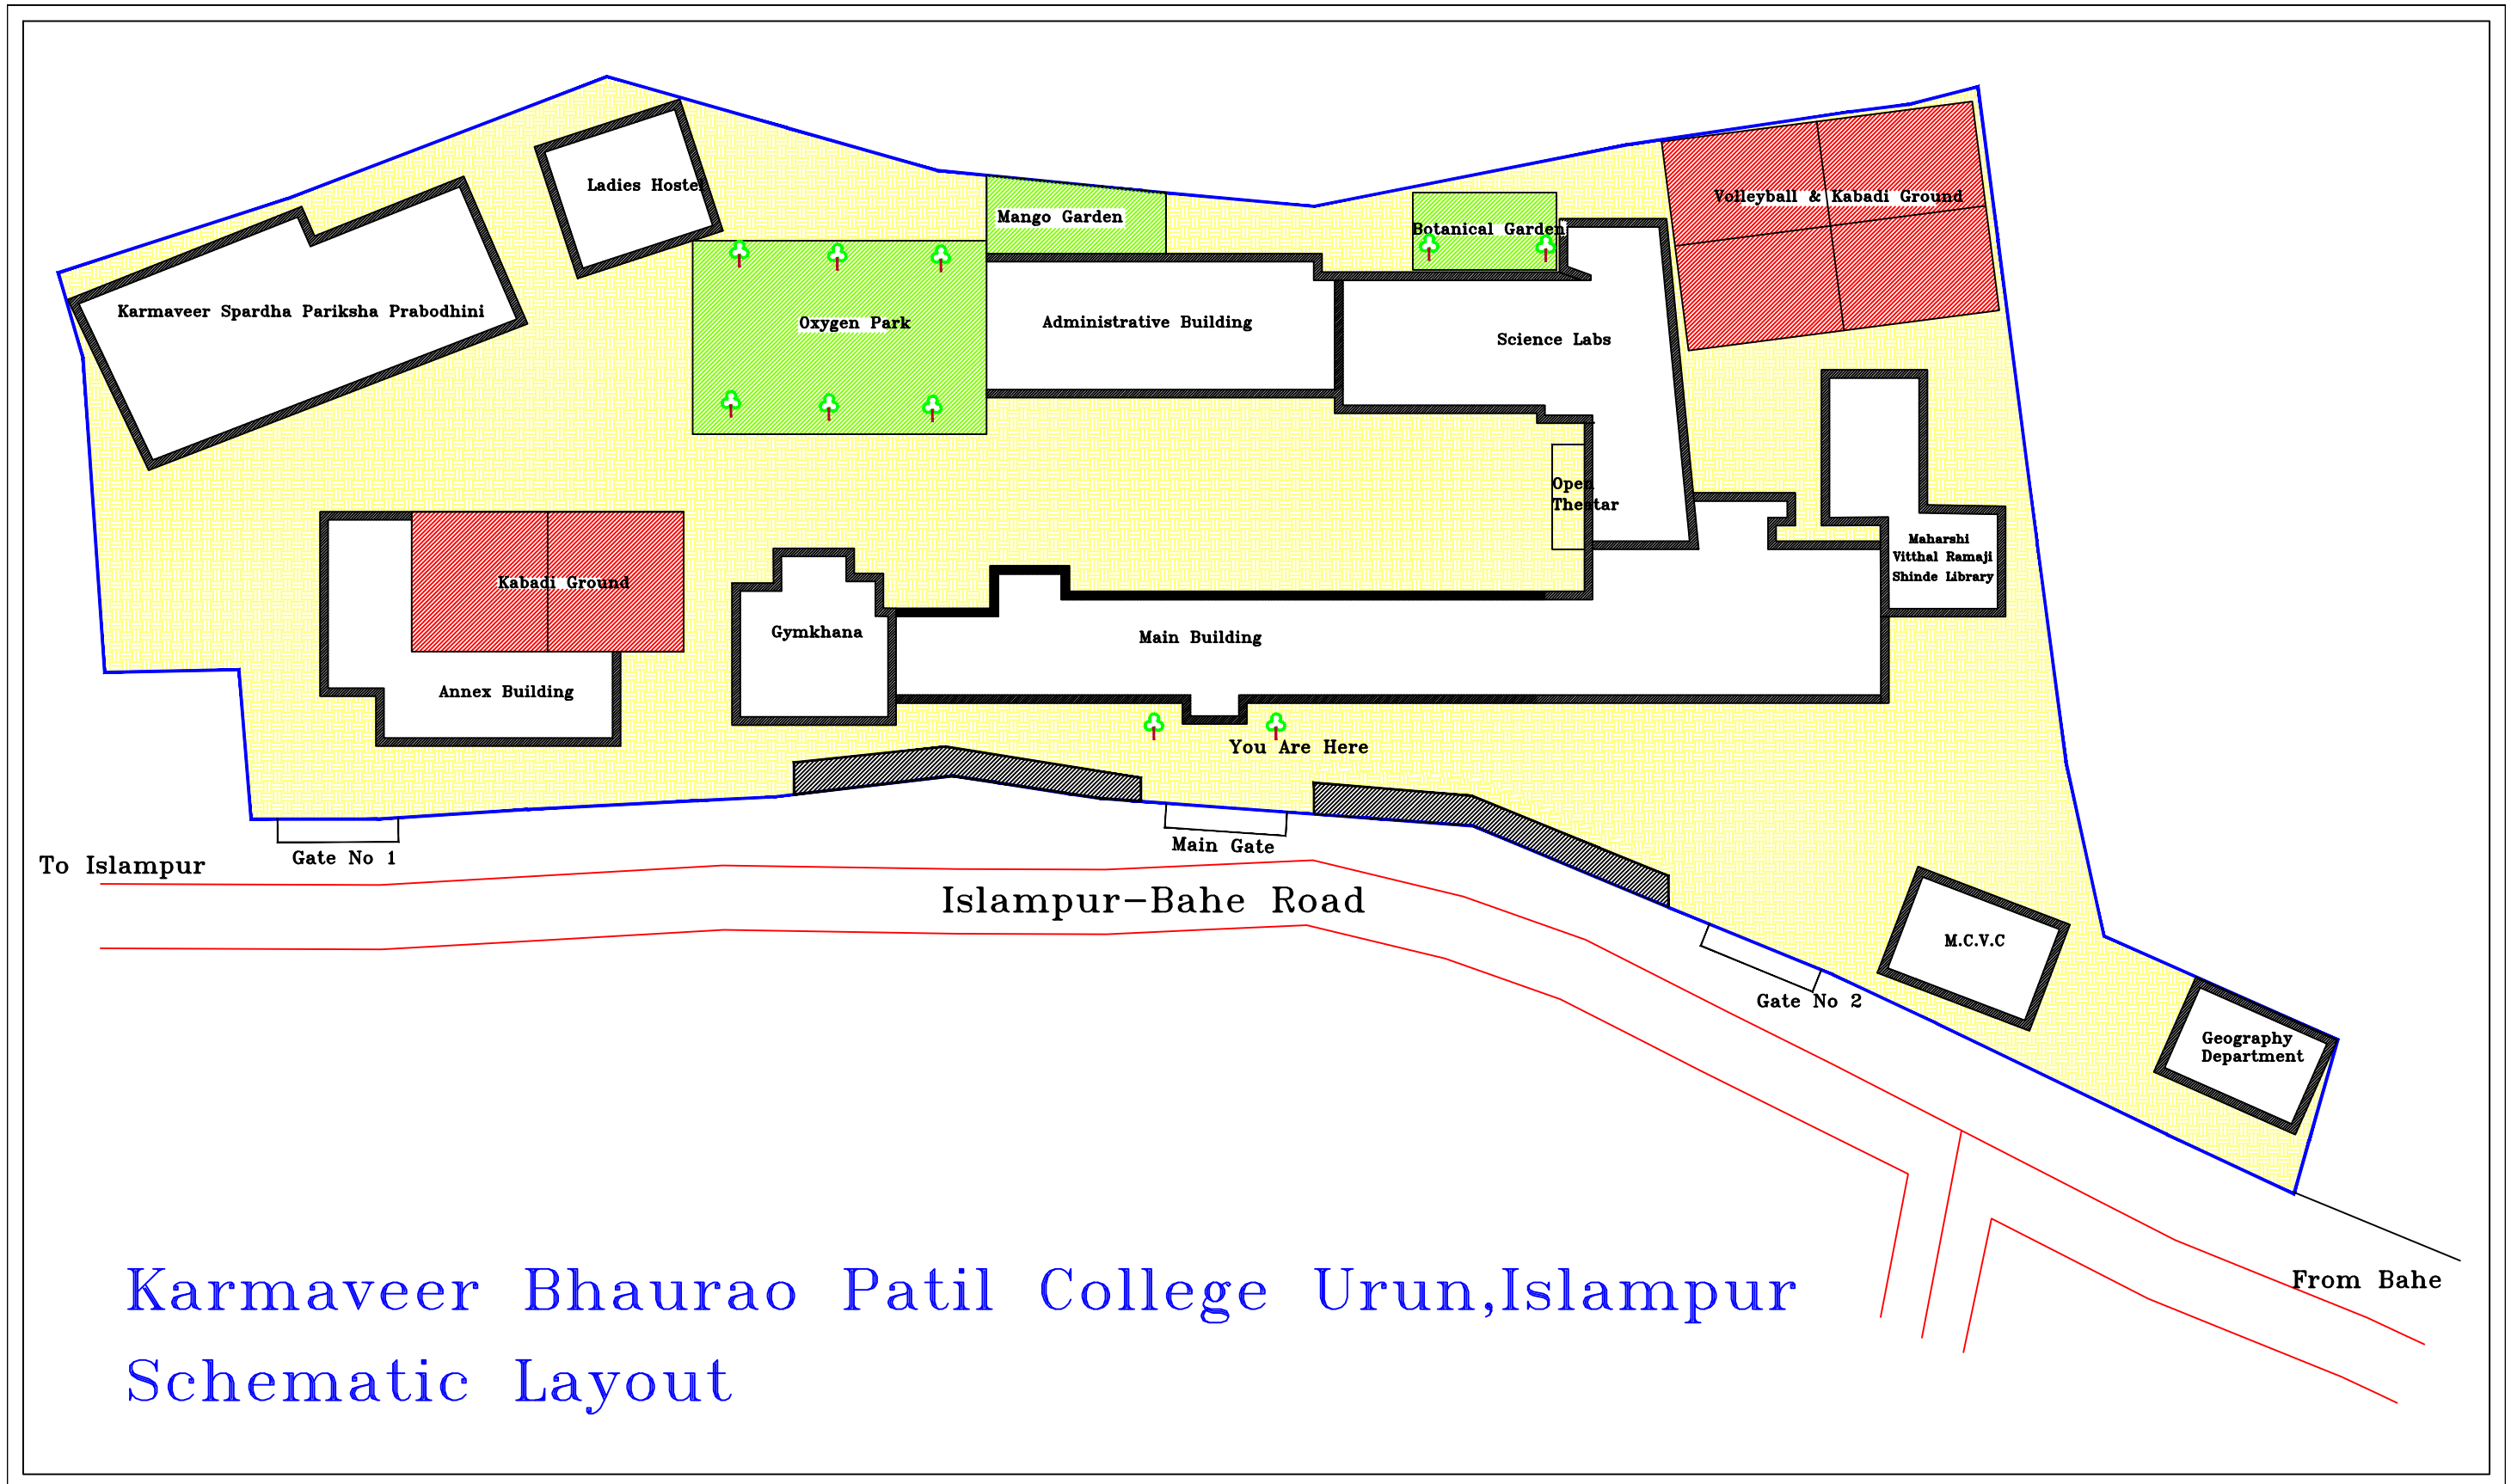 Ladies Hostel
Volleyball & Kabadi Ground
Mango Garden
Botanical Garden
Karmaveer Spardha Pariksha Prabodhini
Oxygen Park
Administrative Building
Science Labs
Open
Thestar
Maharshi
Vitthal Ramaji
Shinde Library
Kabadi Ground
Gymkhana
Main Building
Annex Building
You Are Here
Main Gate
Gate No 1
To Islampur
Islampur-Bahe Road
M.C.V.C
Gate No 2
Geography
Department
From Bahe
Karmaveer Bhaurao Patil College Urun,Islampur
Schematic Layout